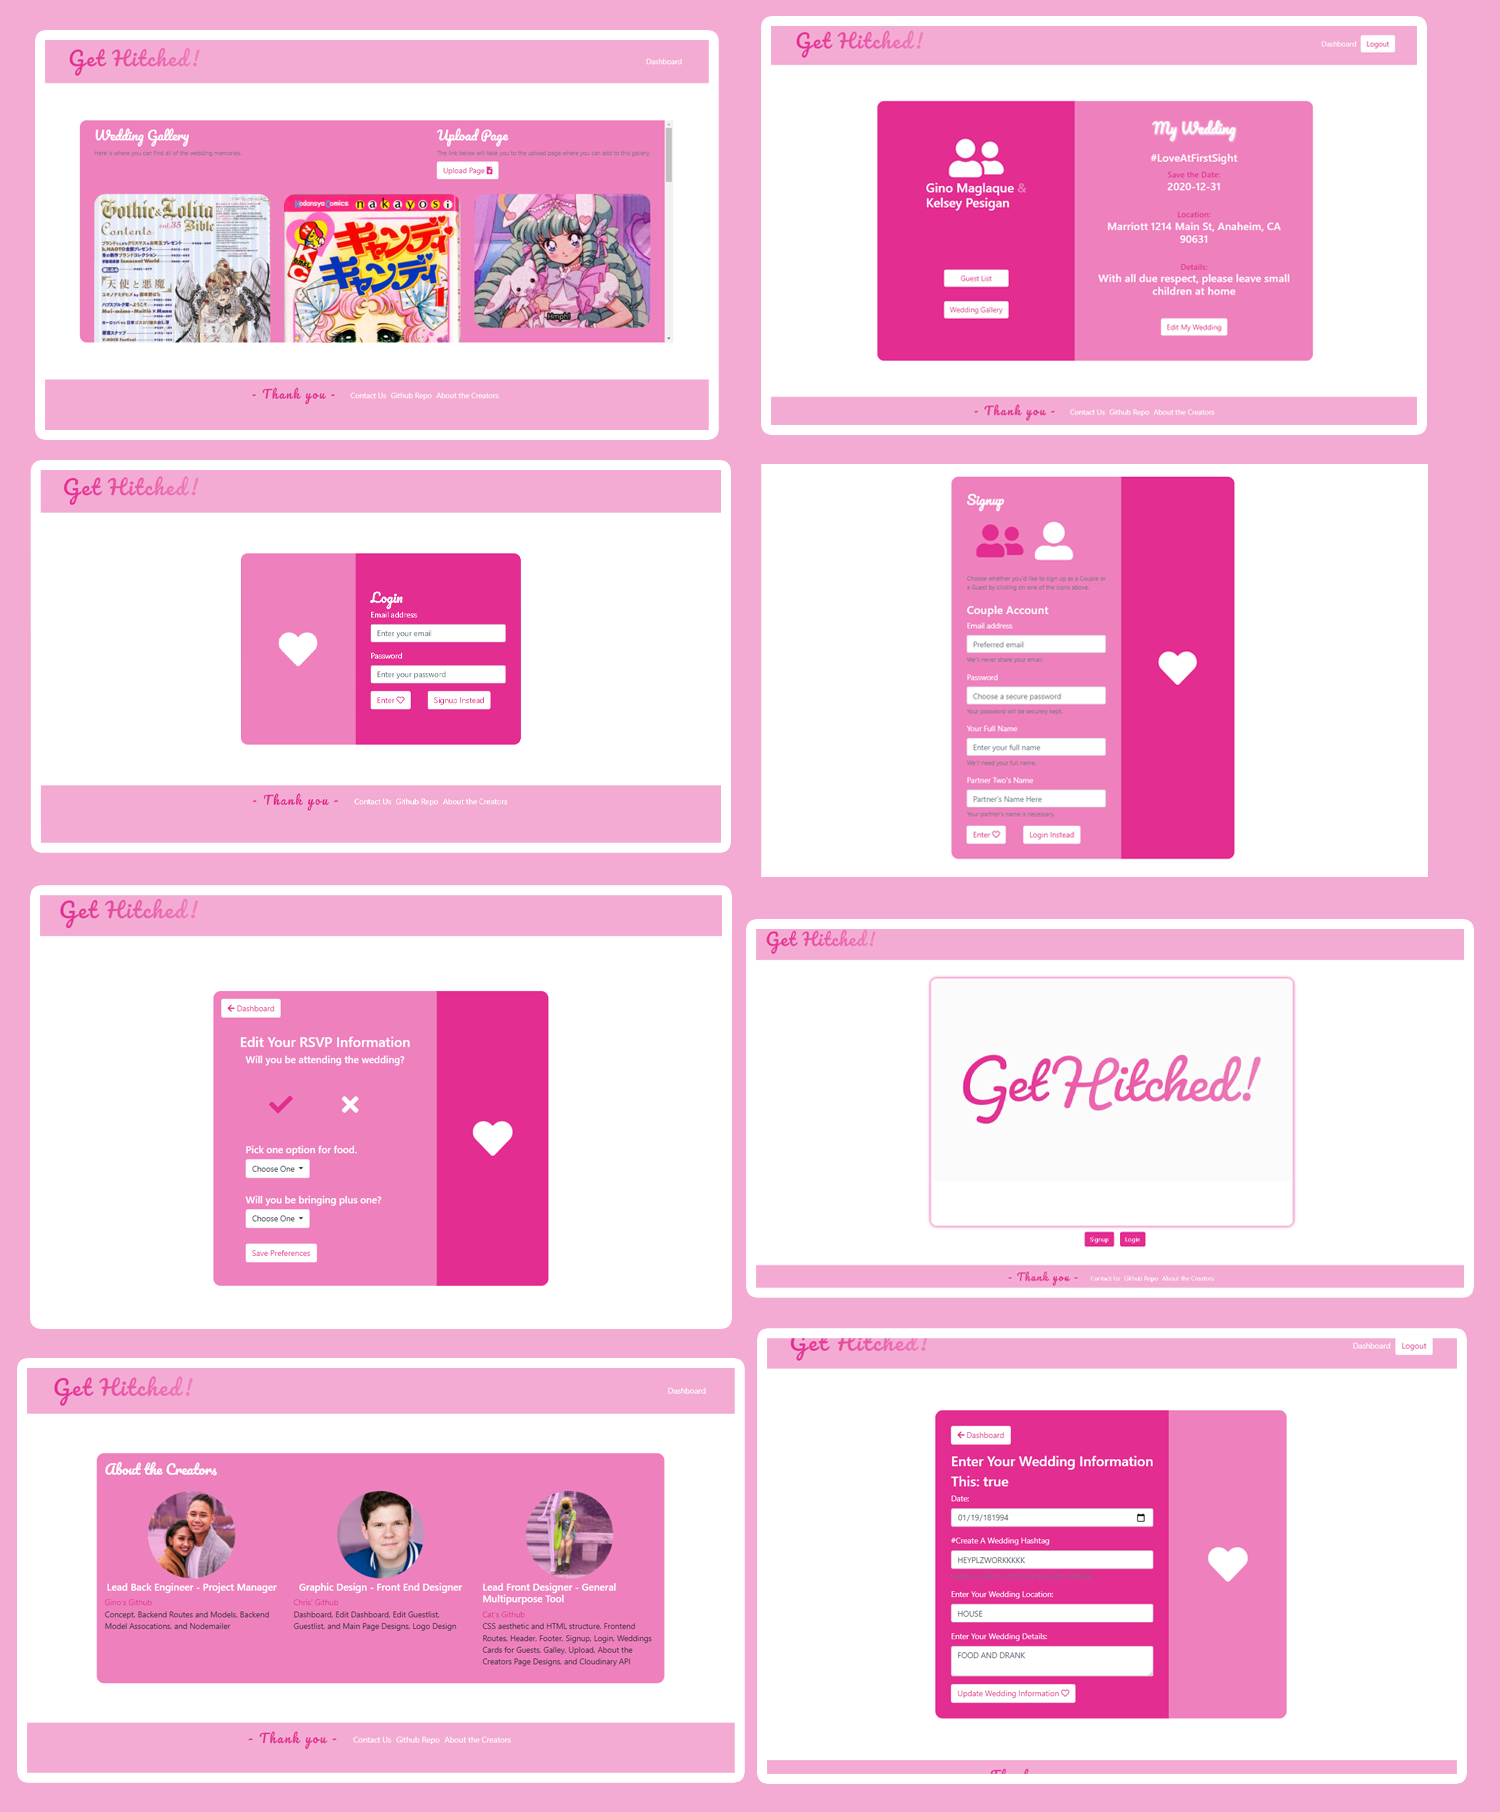 Get Hitched!
Dashboard
Wedding Gallery
Here is where you can find all of the wedding memories.
Upload Page
The link below will take you to the upload page where you can add to this gallery.
Upload Page
Gothic & Lolita
Bible
vol.35
Contents
天使と悪魔
Kodansya Comics
nakayosi
キャンディ
キャンディ
1
Hmph!
- Thank you -
Contact Us Github Repo About the Creators
Get Hitched!
Dashboard
Logout
Gino Maglaque &
Kelsey Pesigan
Guest List
Wedding Gallery
My Wedding
#LoveAtFirstSight
Save the Date:
2020-12-31
Location:
Marriott 1214 Main St, Anaheim, CA
90631
Details:
With all due respect, please leave small
children at home
Edit My Wedding
- Thank you -
Contact Us Github Repo About the Creators
Get Hitched!
Login
Email address
Enter your email
Password
Enter your password
Enter
Signup Instead
- Thank you -
Contact Us Github Repo About the Creators
Signup
Choose whether you'd like to sign up as a Couple or
a Guest by clicking on one of the icons above.
Couple Account
Email address
Preferred email
We'll never share your email.
Password
Choose a secure password
Your password will be securely kept.
Your Full Name
Enter your full name
We'll need your full name.
Partner Two's Name
Partner's Name Here
Your partner's name is necessary.
Enter
Login Instead
Get Hitched!
Dashboard
Edit Your RSVP Information
Will you be attending the wedding?
Pick one option for food.
Choose One
Will you be bringing plus one?
Choose One
Save Preferences
Get Hitched!
Get Hitched!
Signup
Login
- Thank you -
Contact Us Github Repo About the Creators
Get Hitched!
Dashboard
About the Creators
Lead Back Engineer - Project Manager
Gino's Github
Concept, Backend Routes and Models, Backend
Model Assocations, and Nodemailer
Graphic Design - Front End Designer
Chris' Github
Dashboard, Edit Dashboard, Edit Guestlist,
Guestlist, and Main Page Designs, Logo Design
Lead Front Designer - General
Multipurpose Tool
Cat's Github
CSS aesthetic and HTML structure, Frontend
Routes, Header, Footer, Signup, Login, Weddings
Cards for Guests, Galley, Upload, About the
Creators Page Designs, and Cloudinary API
- Thank you -
Contact Us Github Repo About the Creators
Get Hitched!
Dashboard
Logout
Dashboard
Enter Your Wedding Information
This: true
Date:
01/19/181994
#Create A Wedding Hashtag
HEYPLZWORKKKKK
Enter Your Wedding Location:
HOUSE
Enter Your Wedding Details:
FOOD AND DRANK
Update Wedding Information